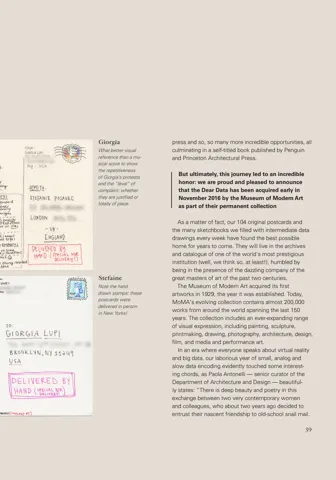 TO:
STEFANIE POSAVEC
LONDON
- UK -
ENGLAND
DELIVERED BY
HAND
TO:
GEORGIA LUPI
BROOKLYN, NY
USA
DELIVERED BY
HAND
Giorgia
What better visual
reference than a mu-
sical score to show
the repetitiveness
of Giorgia's protests
and the "level" of
complaint: whether
they are justified or
totally of place.
Stefanie
Note the hand
drawn stamps: these
postcards were
delivered in person
in New Yorke!
press and so, so many more incredible opportunities, all
culminating in a self-titled book published by Penguin
and Princeton Architectural Press.
But ultimately, this journey led to an incredible
honor: we are proud and pleased to announce
that the Dear Data has been acquired early in
November 2016 by the Museum of Modern Art
as part of their permanent collection
As a matter of fact, our 104 original postcards and
the many sketchbooks we filled with intermediate data
drawings every week have found the best possible
home for years to come. They will live in the archives
and catalogue of one of the world's most prestigious
institution (well, we think so, at least!) humbled by
being in the presence of the dazzling company of the
great masters of art of the past two centuries.
The Museum of Modern Art acquired its first
artworks in 1929, the year it was established. Today,
MoMA's evolving collection contains almost 200,000
works from around the world spanning the last 150
years. The collection includes an ever-expanding range
of visual expression, including painting, sculpture,
printmaking, drawing, photography, architecture, design,
film, and media and performance art.
In an era where everyone speaks about virtual reality
and big data, our laborious year of small, analog and
slow data encoding evidently touched some interest-
ing chords, as Paola Antonelli — senior curator of the
Department of Architecture and Design — beautiful-
ly states: "There is deep beauty and poetry in this
exchange between two very contemporary women
and colleagues, who about two years ago decided to
entrust their nascent friendship to old-school snail mail.
99